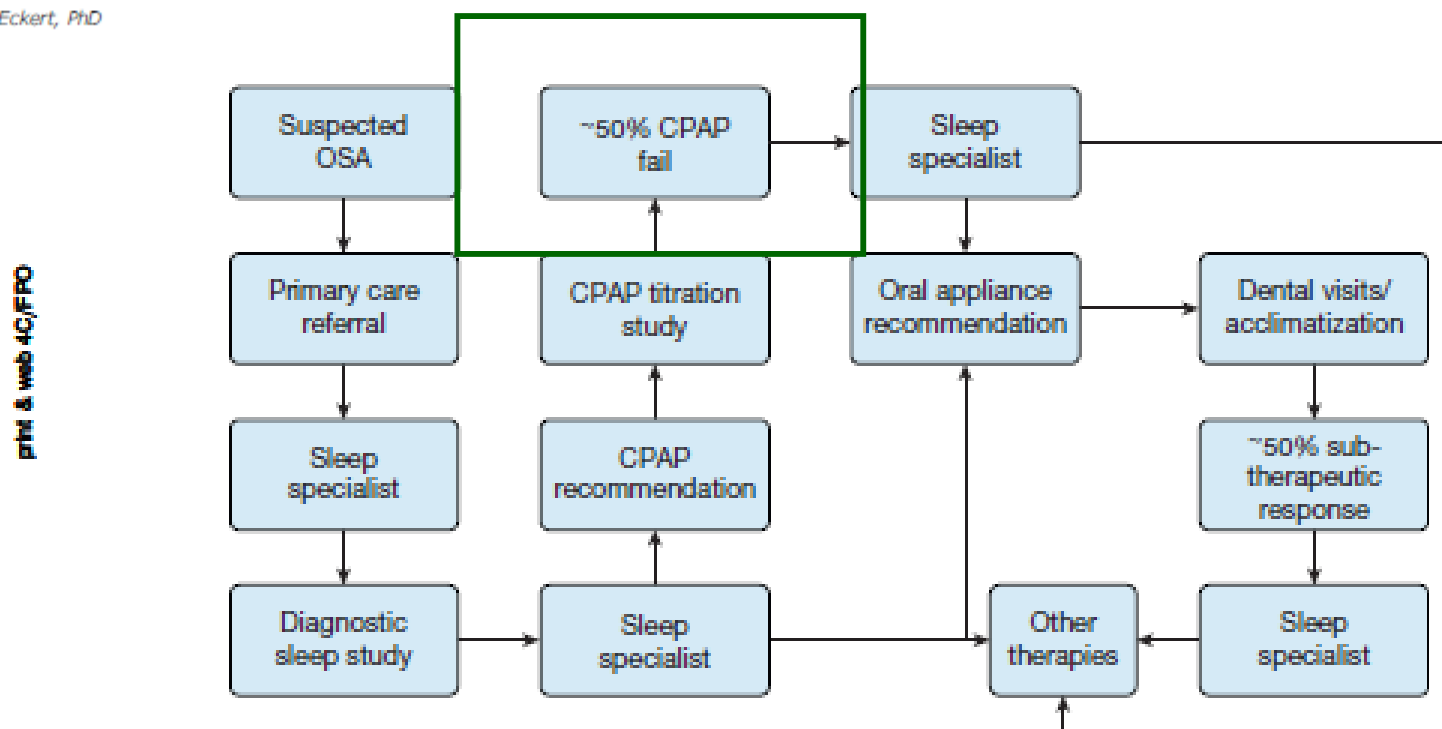 Eckert, PhD
Suspected
OSA
~50% CPAP
fail
Sleep
specialist
Primary care
referral
CPAP titration
study
Oral appliance
recommendation
Dental visits/
acclimatization
print & web 4C/FPO
Sleep
specialist
CPAP
recommendation
~50% sub-
therapeutic
response
Diagnostic
sleep study
Sleep
specialist
Other
therapies
Sleep
specialist